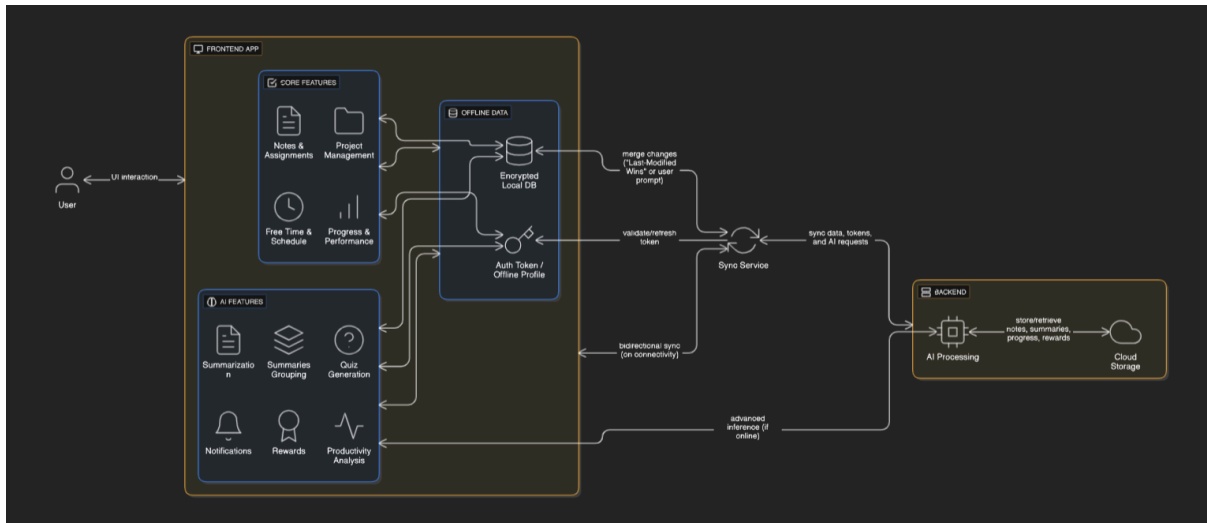 FRONTEND APP
CORE FEATURES
Notes &
Assignments
Project
Management
Free Time &
Schedule
Progress &
Performance
OFFLINE DATA
Encrypted
Local DB
Auth Token /
Offline Profile
User
UI interaction
AI FEATURES
Summarizatio
n
Summaries
Grouping
Quiz
Generation
Notifications
Rewards
Productivity
Analysis
merge changes
("Last-Modified
Wins" or user
prompt)
validate/refresh
token
bidirectional sync
(on connectivity)
Sync Service
sync data, tokens,
and AI requests
advanced
inference (if
online)
BACKEND
AI Processing
store/retrieve
notes, summaries,
progress, rewards
Cloud
Storage